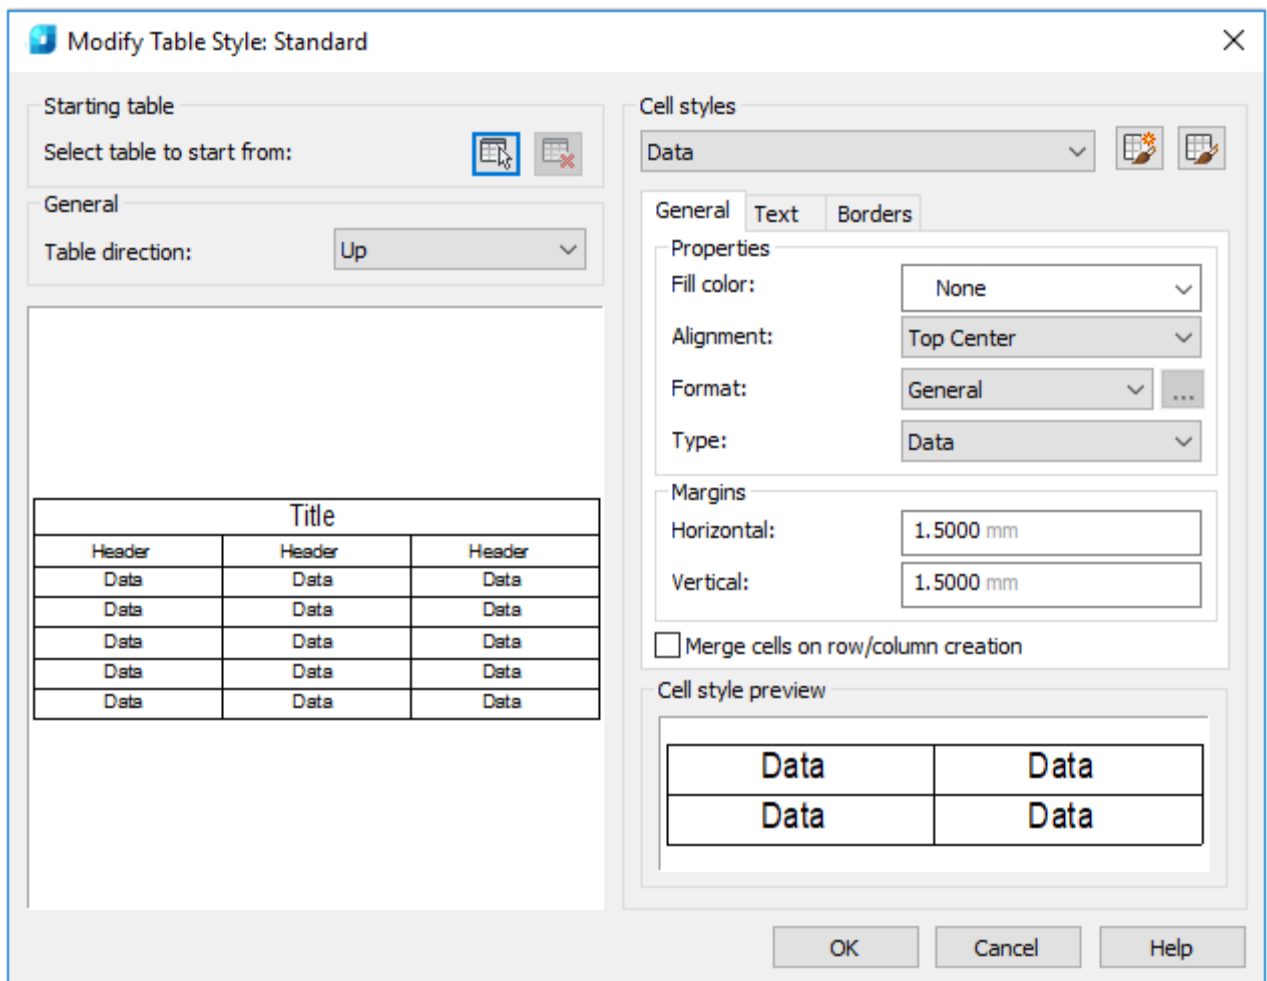 Modify Table Style: Standard
Starting table
Select table to start from:
General
Table direction:
Up
Title
Header Header Header
Data Data Data
Data Data Data
Data Data Data
Data Data Data
Data Data Data
Cell styles
Data
General Text Borders
Properties
Fill color:
None
Alignment:
Top Center
Format:
General
...
Type:
Data
Margins
Horizontal:
1.5000 mm
Vertical:
1.5000 mm
Merge cells on row/column creation
Cell style preview
Data Data
Data Data
OK Cancel Help